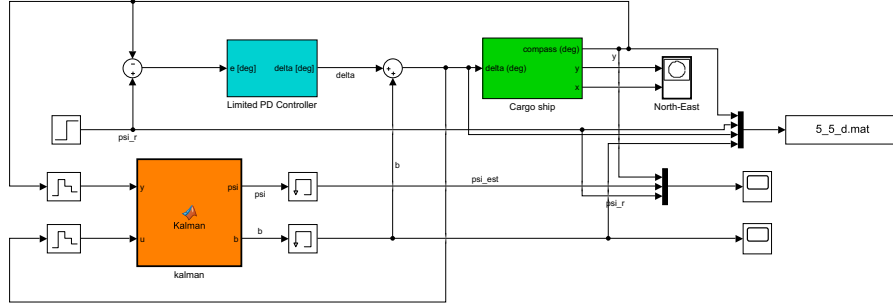 compass (deg)
e [deg]
delta [deg]
delta
delta (deg)
y
y
x
Limited PD Controller
Cargo ship
North-East
psi_r
5_5_d.mat
b
y
psi
psi
psi_est
Kalman
psi_r
u
b
b
kalman